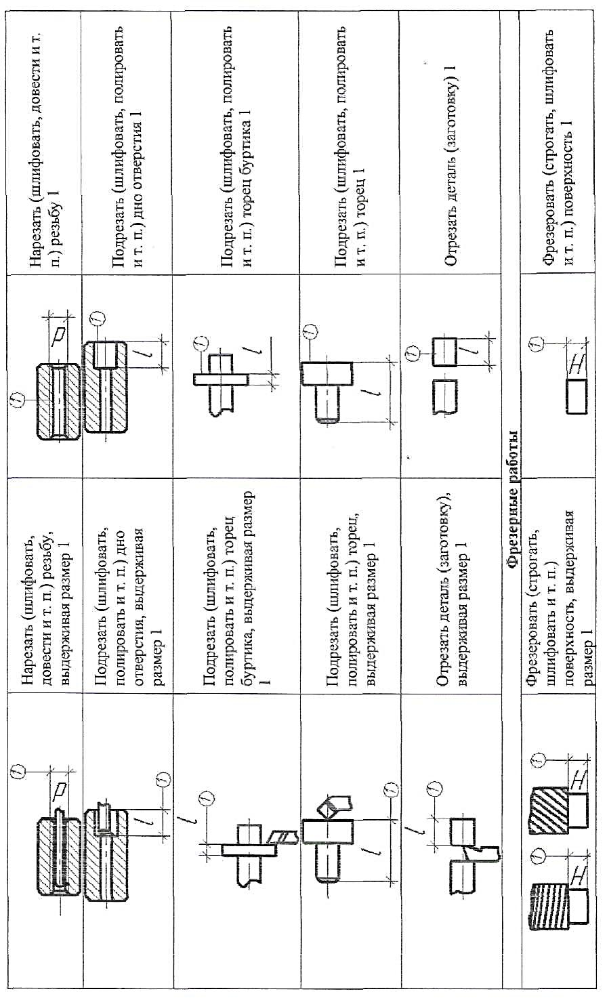 1
P
Нарезать (шлифовать,
довести и т. п.) резьбу,
выдерживая размер 1
1
P
Нарезать (шлифовать, довести и т.
п.) резьбу 1
l
1
Подрезать (шлифовать,
полировать и т. п.) дно
отверстия, выдерживая
размер 1
1
l
Подрезать (шлифовать, полировать
и т. п.) дно отверстия 1
l
1
Подрезать (шлифовать,
полировать и т. п.) торец
буртика, выдерживая размер
1
1
l
Подрезать (шлифовать, полировать
и т. п.) торец буртика 1
l
1
Подрезать (шлифовать,
полировать и т. п.) торец,
выдерживая размер 1
1
l
Подрезать (шлифовать, полировать
и т. п.) торец 1
l
1
Отрезать деталь (заготовку),
выдерживая размер 1
1
l
Отрезать деталь (заготовку) 1
Фрезерные работы
1
H
1
H
Фрезеровать (строгать,
шлифовать и т. п.)
поверхность, выдерживая
размер 1
1
H
Фрезеровать (строгать, шлифовать
и т. п.) поверхность 1